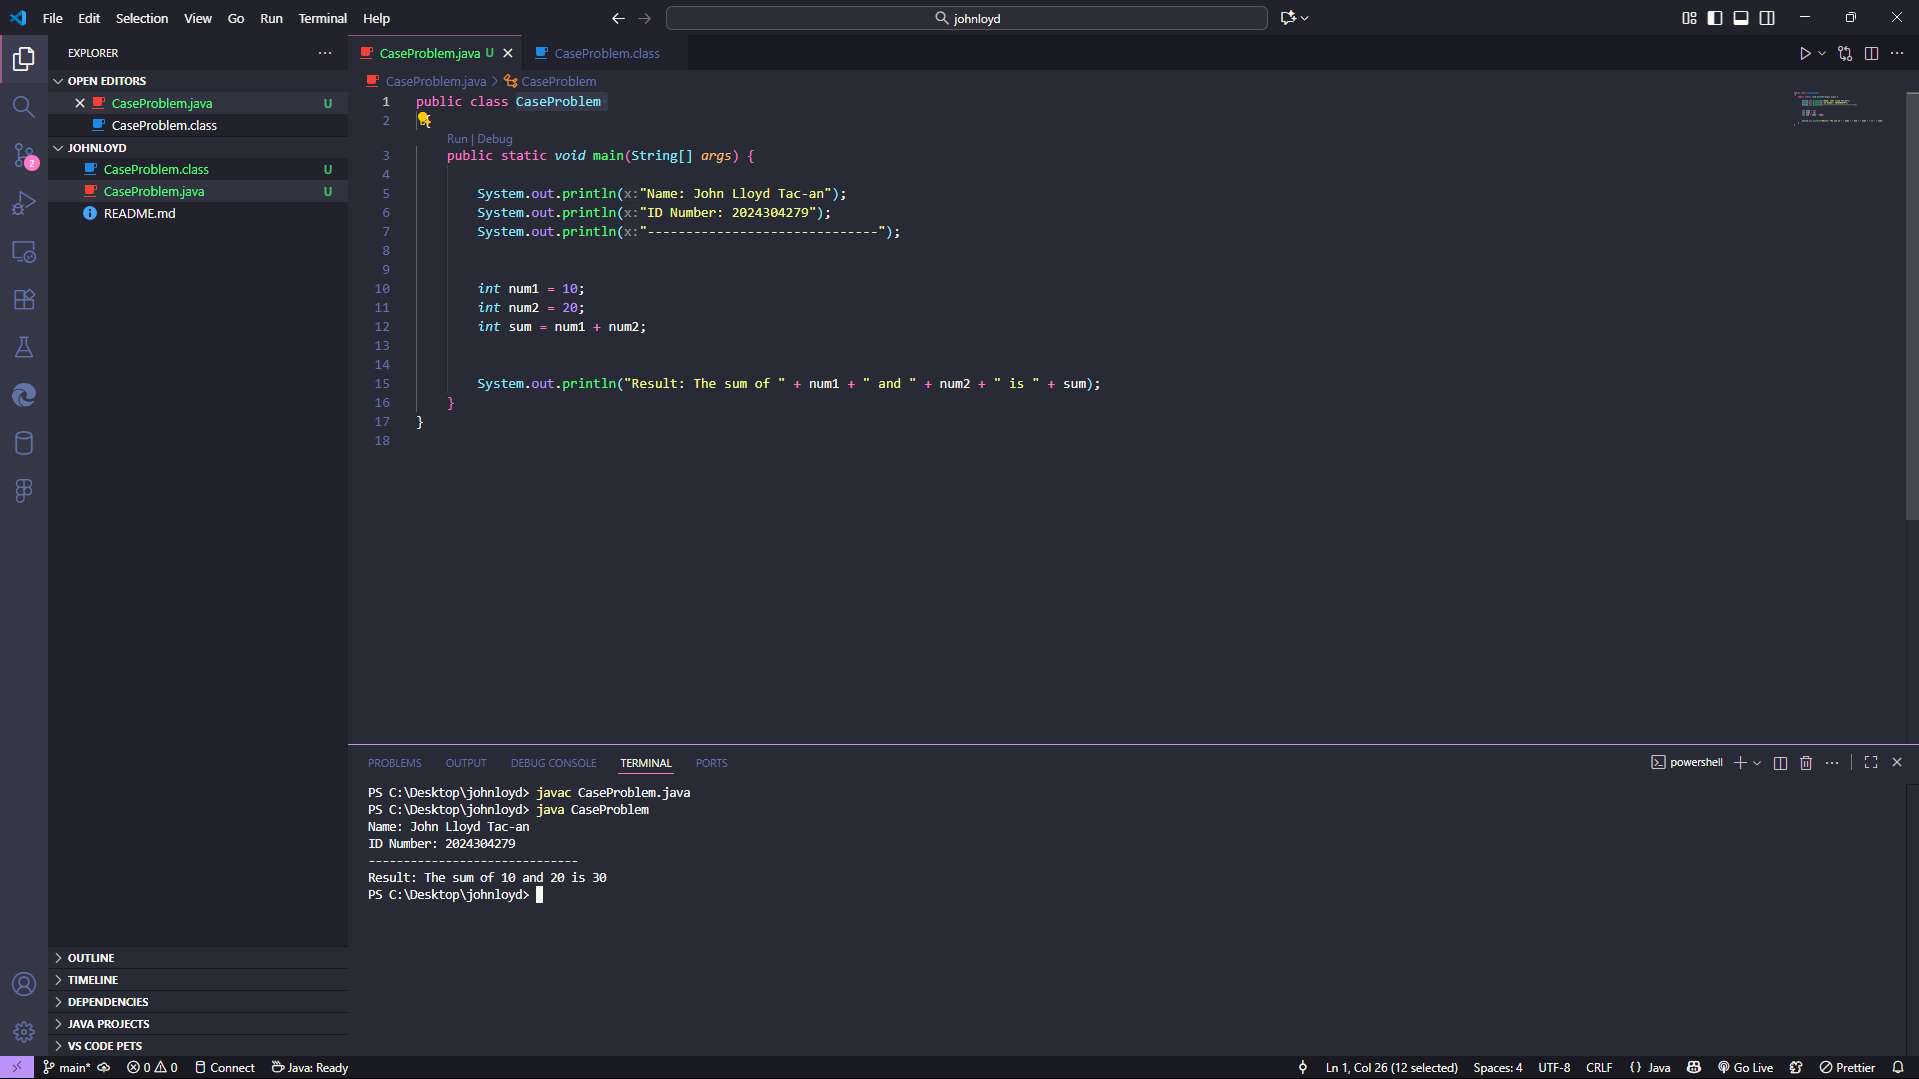 File Edit Selection View Go Run Terminal Help
johnloyd
EXPLORER
OPEN EDITORS
CaseProblem.java U
CaseProblem.class
JOHNLOYD
CaseProblem.class U
CaseProblem.java U
README.md
OUTLINE
TIMELINE
DEPENDENCIES
JAVA PROJECTS
VS CODE PETS
2
CaseProblem.java U
CaseProblem.class
CaseProblem.java > CaseProblem
1 public class CaseProblem
2 {
Run | Debug
3 public static void main(String[] args) {
4
5 System.out.println(x:"Name: John Lloyd Tac-an");
6 System.out.println(x:"ID Number: 2024304279");
7 System.out.println(x:"------------------------------");
8
9
10 int num1 = 10;
11 int num2 = 20;
12 int sum = num1 + num2;
13
14
15 System.out.println("Result: The sum of " + num1 + " and " + num2 + " is " + sum);
16 }
17 }
18
PROBLEMS OUTPUT DEBUG CONSOLE TERMINAL PORTS
powershell
PS C:\Desktop\johnloyd> javac CaseProblem.java
PS C:\Desktop\johnloyd> java CaseProblem
Name: John Lloyd Tac-an
ID Number: 2024304279
------------------------------
Result: The sum of 10 and 20 is 30
PS C:\Desktop\johnloyd>
main* 0 0 Connect Java: Ready
Ln 1, Col 26 (12 selected) Spaces: 4 UTF-8 CRLF {} Java Go Live Prettier